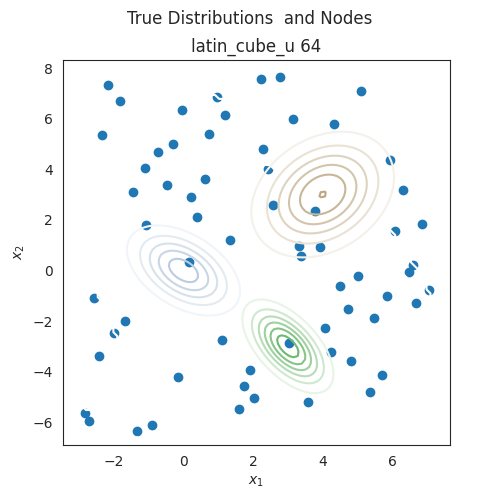 True Distributions  and Nodes
latin_cube_u 64
8
6
4
2
0
−2
−4
−6
x₂
−2 0 2 4 6
x₁